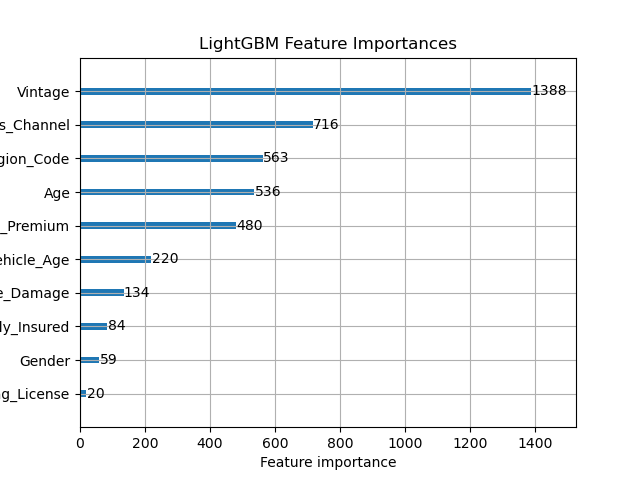 LightGBM Feature Importances
Vintage 1388
s_Channel 716
gion_Code 563
Age 536
_Premium 480
ehicle_Age 220
e_Damage 134
ly_Insured 84
Gender 59
g_License 20
0 200 400 600 800 1000 1200 1400
Feature importance